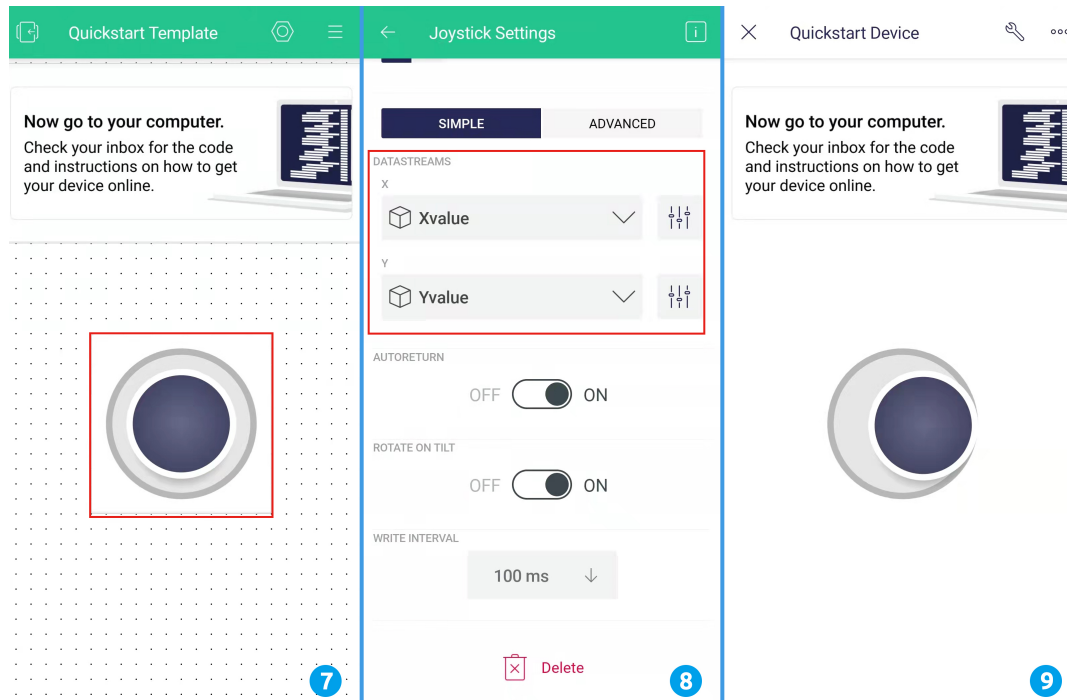 Quickstart Template
Now go to your computer.
Check your inbox for the code
and instructions on how to get
your device online.
7
Joystick Settings
SIMPLE ADVANCED
DATASTREAMS
X
Xvalue
Y
Yvalue
AUTORETURN
OFF ON
ROTATE ON TILT
OFF ON
WRITE INTERVAL
100 ms
Delete
8
Quickstart Device
Now go to your computer.
Check your inbox for the code
and instructions on how to get
your device online.
9